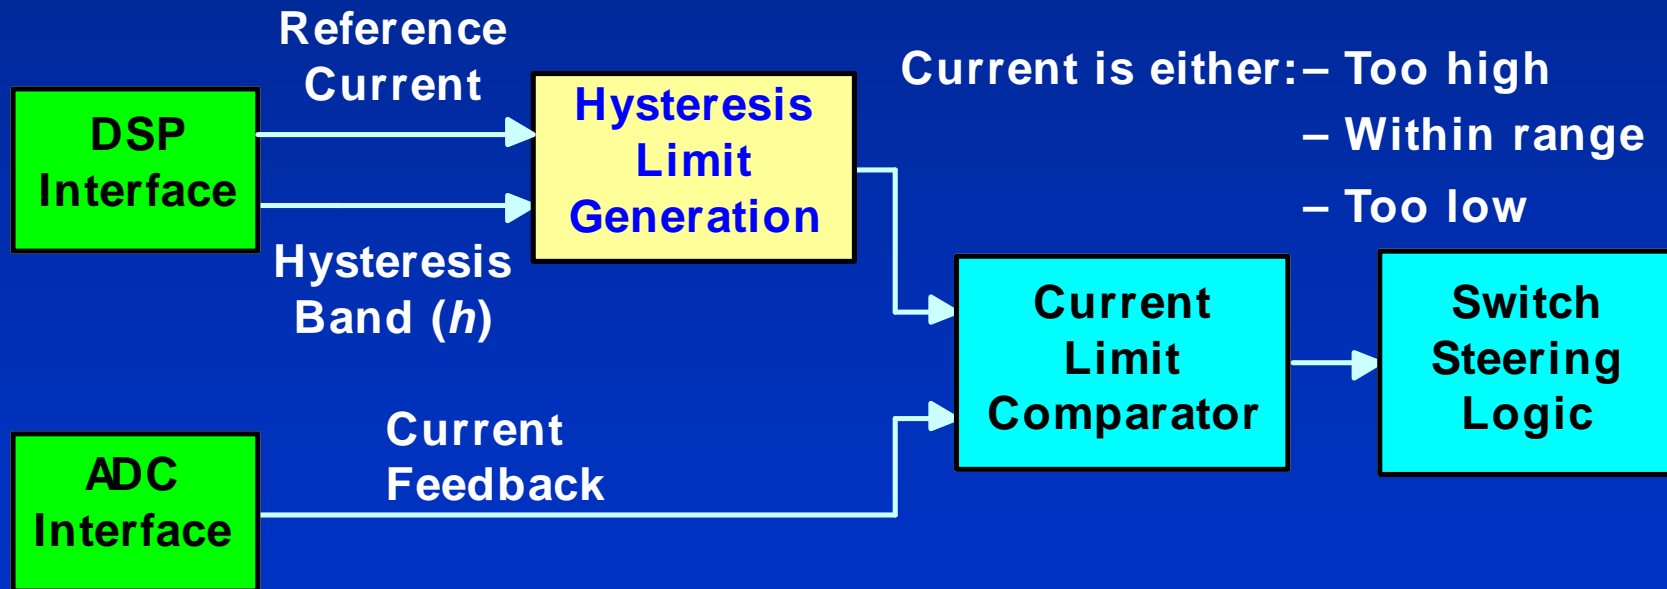 Reference
Current
DSP
Interface
Hysteresis
Band (h)
Hysteresis
Limit
Generation
Current is either: – Too high
– Within range
– Too low
ADC
Interface
Current
Feedback
Current
Limit
Comparator
Switch
Steering
Logic